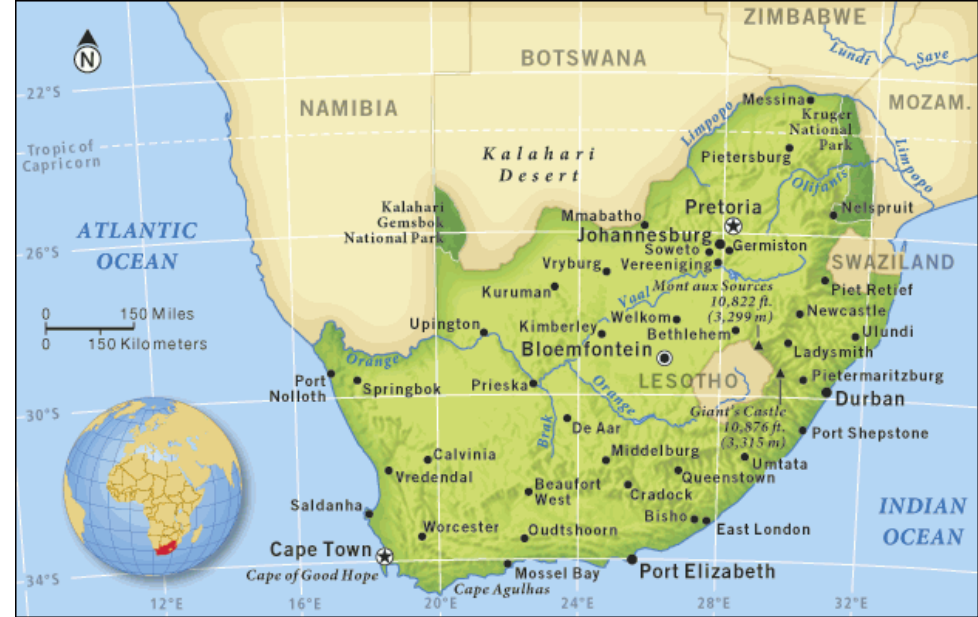 ZIMBABWE
Lundi
Save
BOTSWANA
N
22°S
NAMIBIA
MOZAM.
Messina
Kruger
National
Park
Limpopo
Limpopo
Tropic of
Capricorn
Kalahari
Desert
Pietersburg
Olifants
Kalahari
Gemsbok
National Park
Mmabatho
Pretoria
Nelspruit
ATLANTIC
OCEAN
Johannesburg
Germiston
Soweto
Vereeniging
26°S
SWAZILAND
Vryburg
Kuruman
Vaal
Mont aux Sources
10,822 ft.
(3,299 m)
Piet Retief
0 150 Miles
0 150 Kilometers
Upington
Kimberley
Welkom
Bethlehem
Newcastle
Ulundi
Bloemfontein
Ladysmith
Orange
Port
Nolloth
Springbok
Prieska
LESOTHO
Pietermaritzburg
Orange
Durban
30°S
Brak
De Aar
Giant's Castle
10,876 ft.
(3,315 m)
Port Shepstone
Calvinia
Vredendal
Middelburg
Umtata
Queenstown
Beaufort
West
Cradock
Saldanha
Bisho
East London
INDIAN
OCEAN
Worcester
Oudtshoorn
Cape Town
Cape of Good Hope
Mossel Bay
Port Elizabeth
34°S
Cape Agulhas
12°E
16°E
20°E
24°E
28°E
32°E